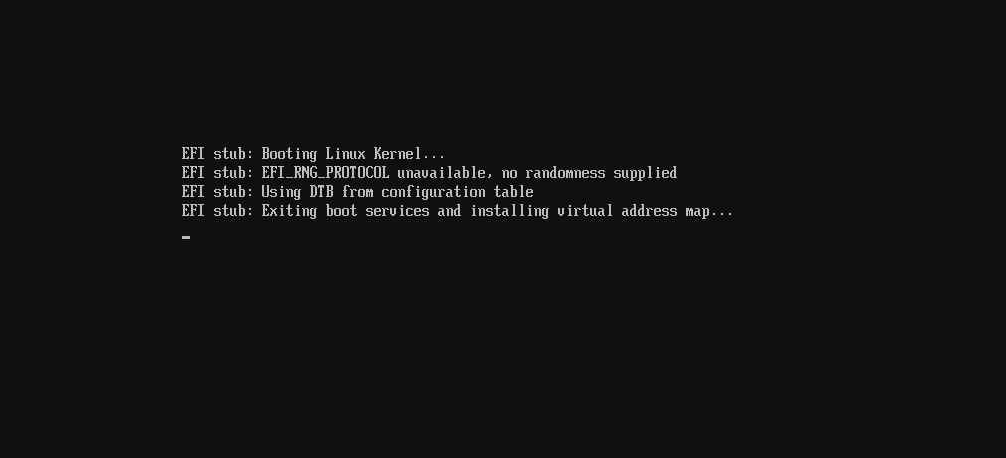 EFI stub: Booting Linux Kernel...
EFI stub: EFI_RNG_PROTOCOL unavailable, no randomness supplied
EFI stub: Using DTB from configuration table
EFI stub: Exiting boot services and installing virtual address map...